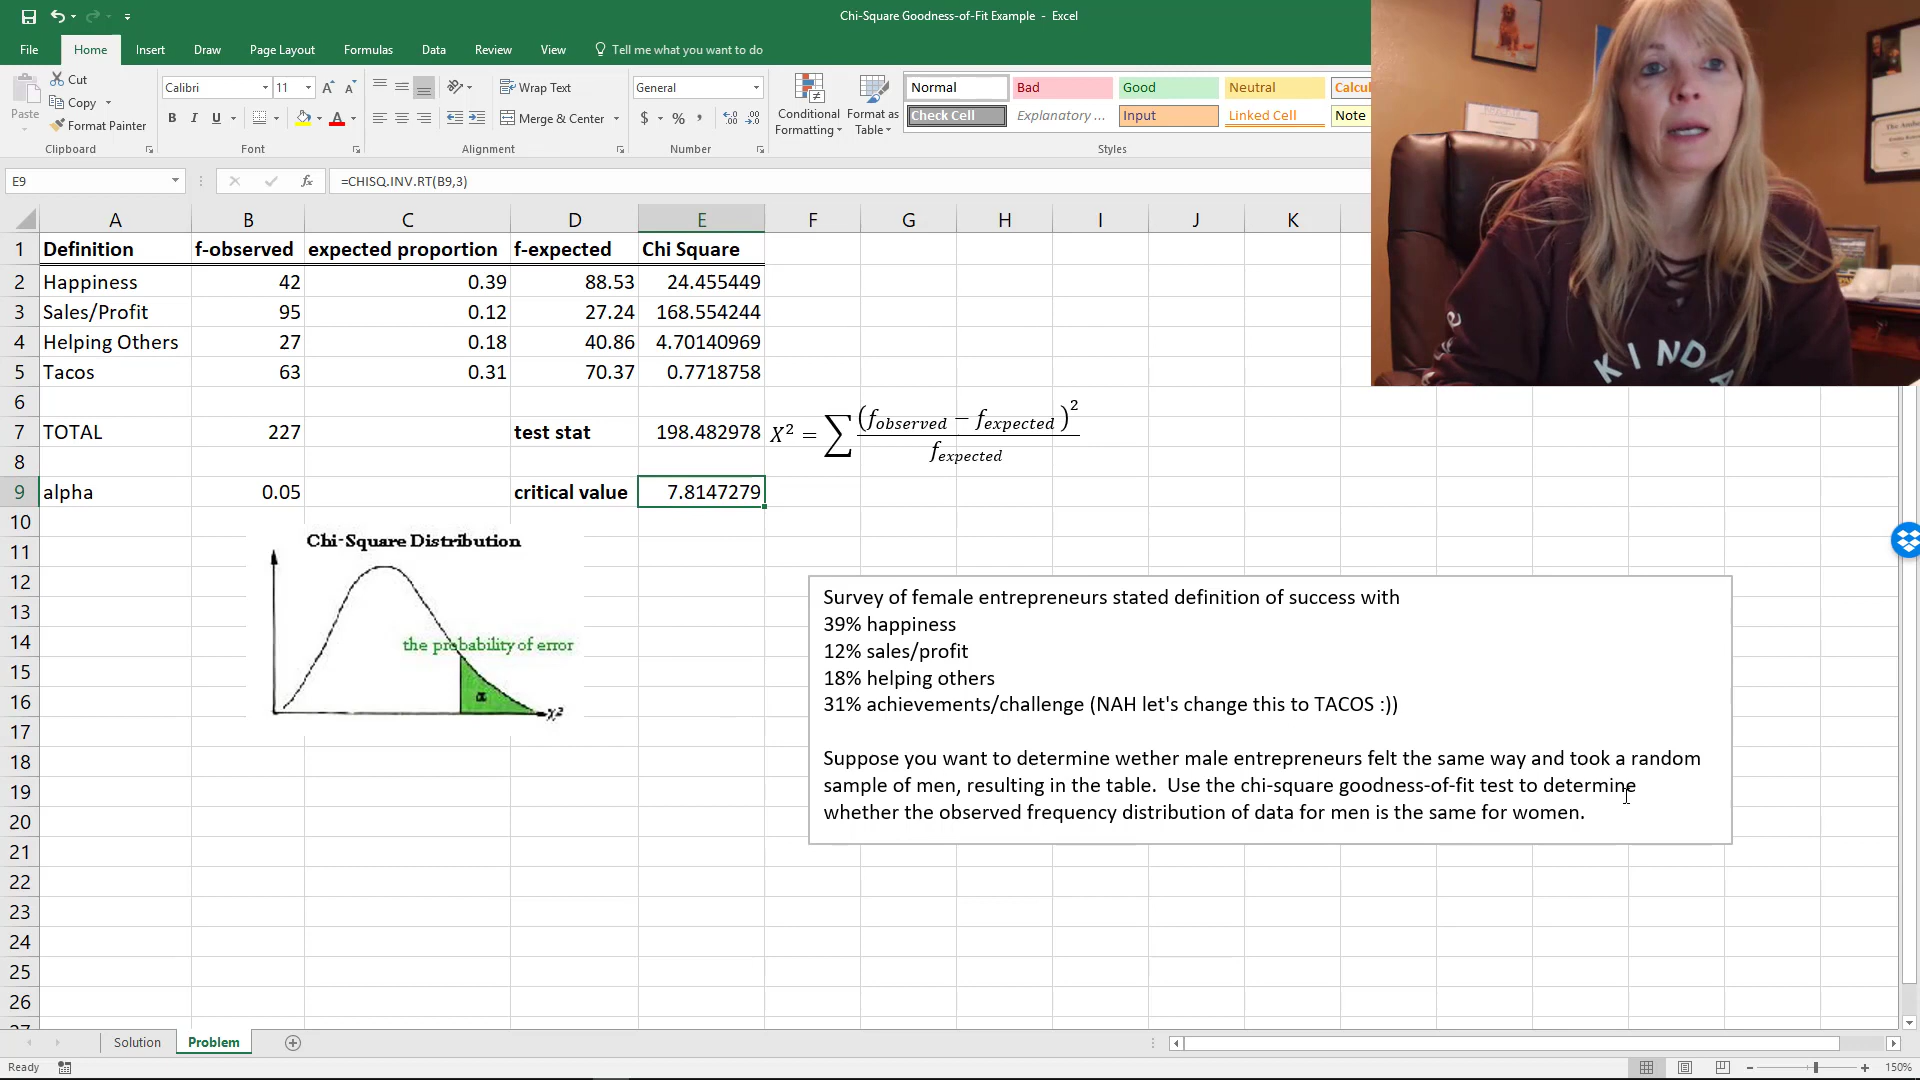 Chi-Square Goodness-of-Fit Example - Excel
File Home Insert Draw Page Layout Formulas Data Review View Tell me what you want to do
Cut
Copy
Format Painter
Paste
Calibri 11
B I U
Wrap Text
Merge & Center
General
$ % ,
Conditional Formatting
Format as Table
Normal Bad Good Neutral
Check Cell Explanatory ... Input Linked Cell Note
Clipboard Font Alignment Number Styles
E9 fx =CHISQ.INV.RT(B9,3)
A B C D E F G H I J K
1 Definition f-observed expected proportion f-expected Chi Square
2 Happiness 42 0.39 88.53 24.455449
3 Sales/Profit 95 0.12 27.24 168.554244
4 Helping Others 27 0.18 40.86 4.70140969
5 Tacos 63 0.31 70.37 0.7718758
6
7 TOTAL 227 test stat 198.482978
X² = ∑ (f observed − f expected)² / f expected
8
9 alpha 0.05 critical value 7.8147279
10
11
12
13
14
15
16
17
18
19
20
21
22
23
24
25
26
Chi-Square Distribution
the probability of error
α
χ²
Survey of female entrepreneurs stated definition of success with
39% happiness
12% sales/profit
18% helping others
31% achievements/challenge (NAH let's change this to TACOS :))
Suppose you want to determine wether male entrepreneurs felt the same way and took a random
sample of men, resulting in the table. Use the chi-square goodness-of-fit test to determine
whether the observed frequency distribution of data for men is the same for women.
KINDA
Solution Problem
Ready
150%